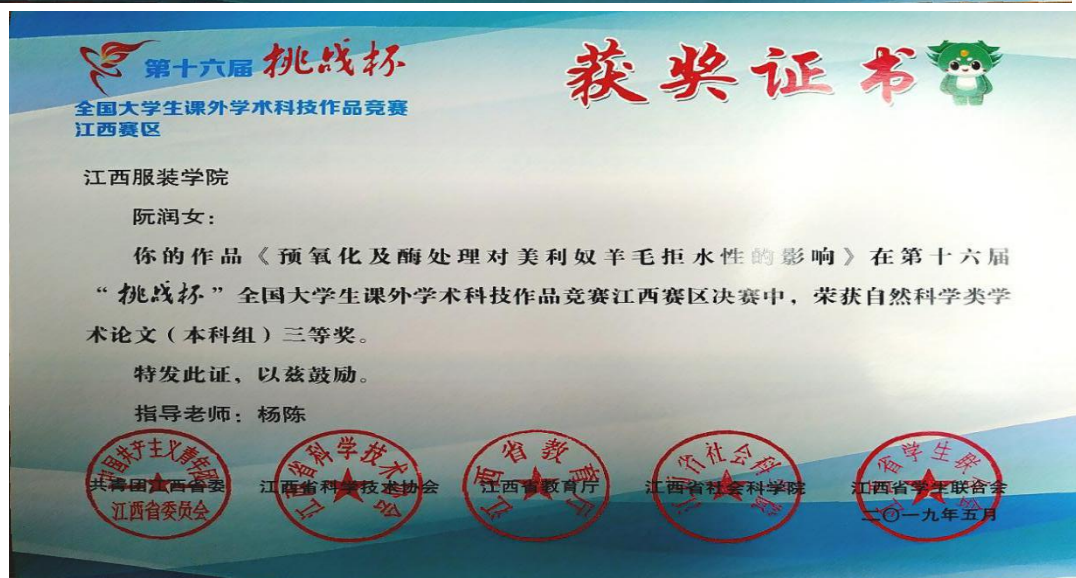 第十六届 挑战杯
获奖证书
全国大学生课外学术科技作品竞赛
江西赛区
江西服装学院
阮润女：
你的作品《预氧化及酶处理对美利奴羊毛拒水性的影响》在第十六届
“挑战杯”全国大学生课外学术科技作品竞赛江西赛区决赛中，荣获自然科学类学
术论文（本科组）三等奖。
特发此证，以兹鼓励。
指导老师：杨陈
共青团江西省委 江西省科学技术协会 江西省教育厅 江西省社会科学院 江西省学生联合会
江西省委员会
二〇一九年五月